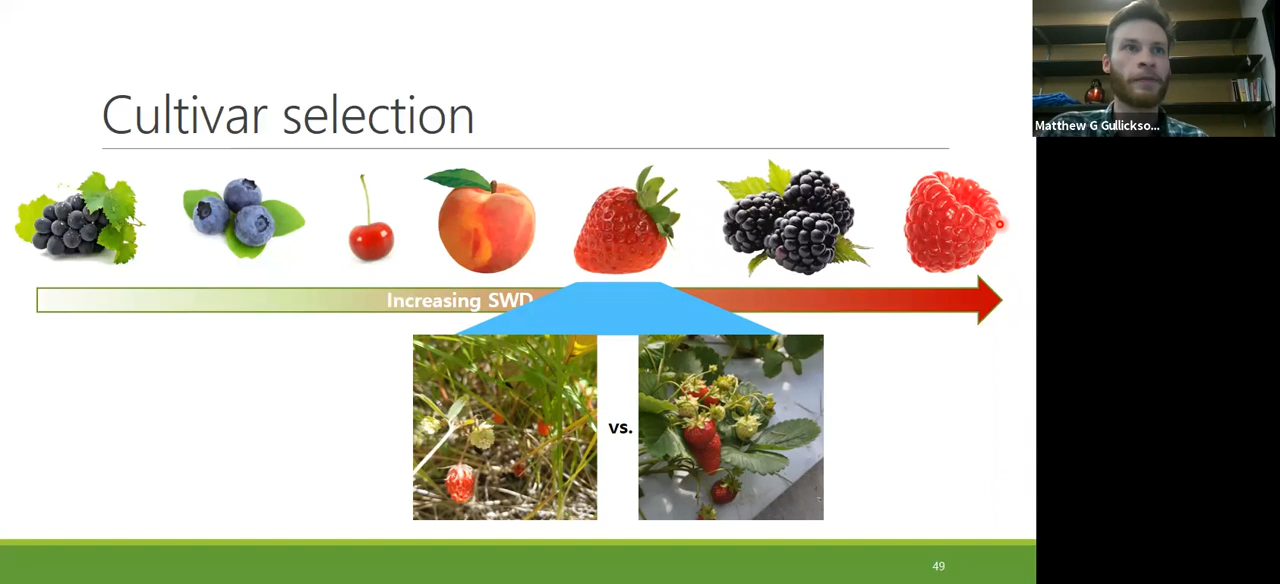 Cultivar selection
Matthew G Gullickso...
Increasing SWD
vs.
49